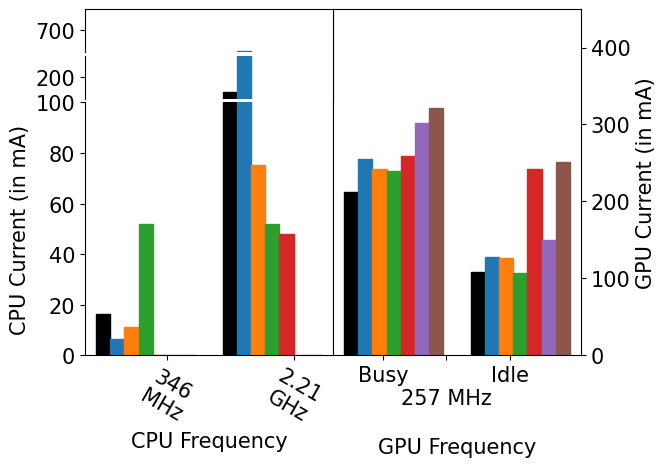 700
200
100
80
60
40
20
0
CPU Current (in mA)
346
MHz
2.21
GHz
CPU Frequency
Busy
Idle
257 MHz
GPU Frequency
400
300
200
100
0
GPU Current (in mA)